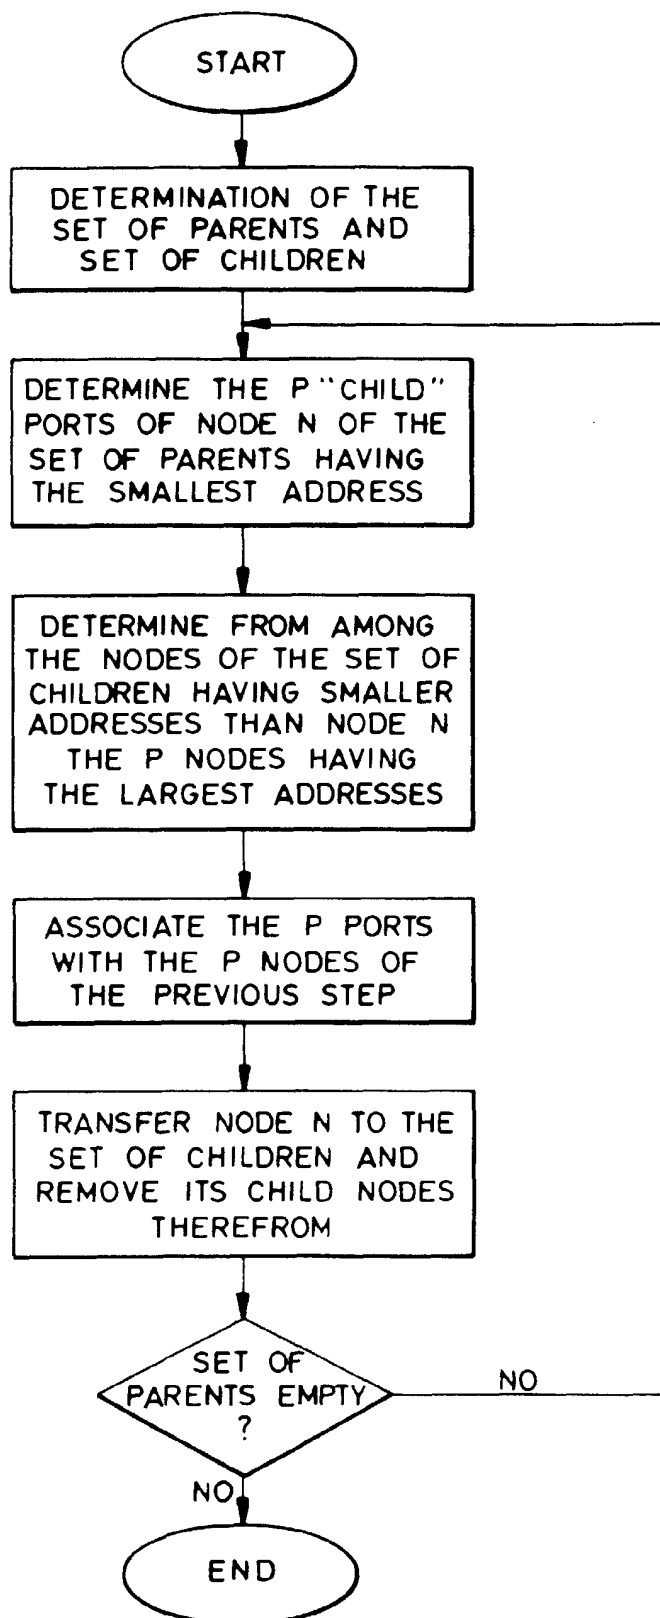 START
DETERMINATION OF THE
SET OF PARENTS AND
SET OF CHILDREN
DETERMINE THE P "CHILD"
PORTS OF NODE N OF THE
SET OF PARENTS HAVING
THE SMALLEST ADDRESS
DETERMINE FROM AMONG
THE NODES OF THE SET OF
CHILDREN HAVING SMALLER
ADDRESSES THAN NODE N
THE P NODES HAVING
THE LARGEST ADDRESSES
ASSOCIATE THE P PORTS
WITH THE P NODES OF
THE PREVIOUS STEP
TRANSFER NODE N TO THE
SET OF CHILDREN AND
REMOVE ITS CHILD NODES
THEREFROM
SET OF
PARENTS EMPTY
?
NO
NO
END